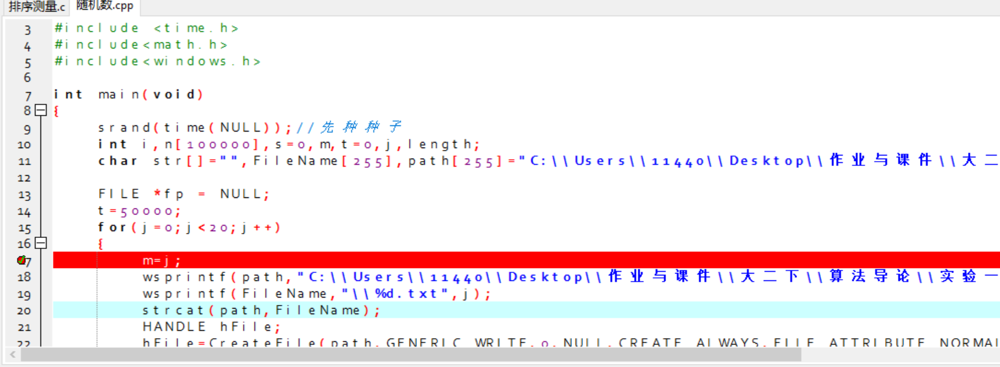 排序测量.c 随机数.cpp
3 #include <time.h>
4 #include<math.h>
5 #include<windows.h>
6
7 int main(void)
8 {
9 srand(time(NULL));//先种种子
10 int i,n[100000],s=0,m,t=0,j,length;
11 char str[]="",FileName[255],path[255]="C:\\Users\\11440\\Desktop\\作业与课件\\大二
12
13 FILE *fp = NULL;
14 t=50000;
15 for(j=0;j<20;j++)
16 {
7 m=j;
18 wsprintf(path,"C:\\Users\\11440\\Desktop\\作业与课件\\大二下\\算法导论\\实验一
19 wsprintf(FileName,"\\%d.txt",j);
20 strcat(path,FileName);
21 HANDLE hFile;
22 hFile=CreateFile(path,GENERIC_WRITE,0,NULL,CREATE_ALWAYS,FILE_ATTRIBUTE_NORMAL